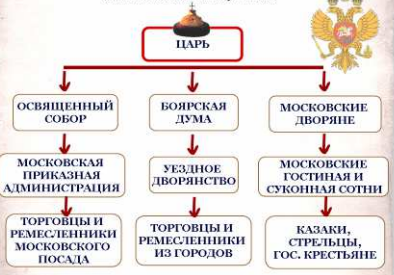 ЦАРЬ
ОСВЯЩЕННЫЙ
СОБОР
БОЯРСКАЯ
ДУМА
МОСКОВСКИЕ
ДВОРЯНЕ
МОСКОВСКАЯ
ПРИКАЗНАЯ
АДМИНИСТРАЦИЯ
УЕЗДНОЕ
ДВОРЯНСТВО
МОСКОВСКИЕ
ГОСТИНАЯ И
СУКОННАЯ СОТНИ
ТОРГОВЦЫ И
РЕМЕСЛЕННИКИ
МОСКОВСКОГО
ПОСАДА
ТОРГОВЦЫ И
РЕМЕСЛЕННИКИ
ИЗ ГОРОДОВ
КАЗАКИ,
СТРЕЛЬЦЫ,
ГОС. КРЕСТЬЯНЕ